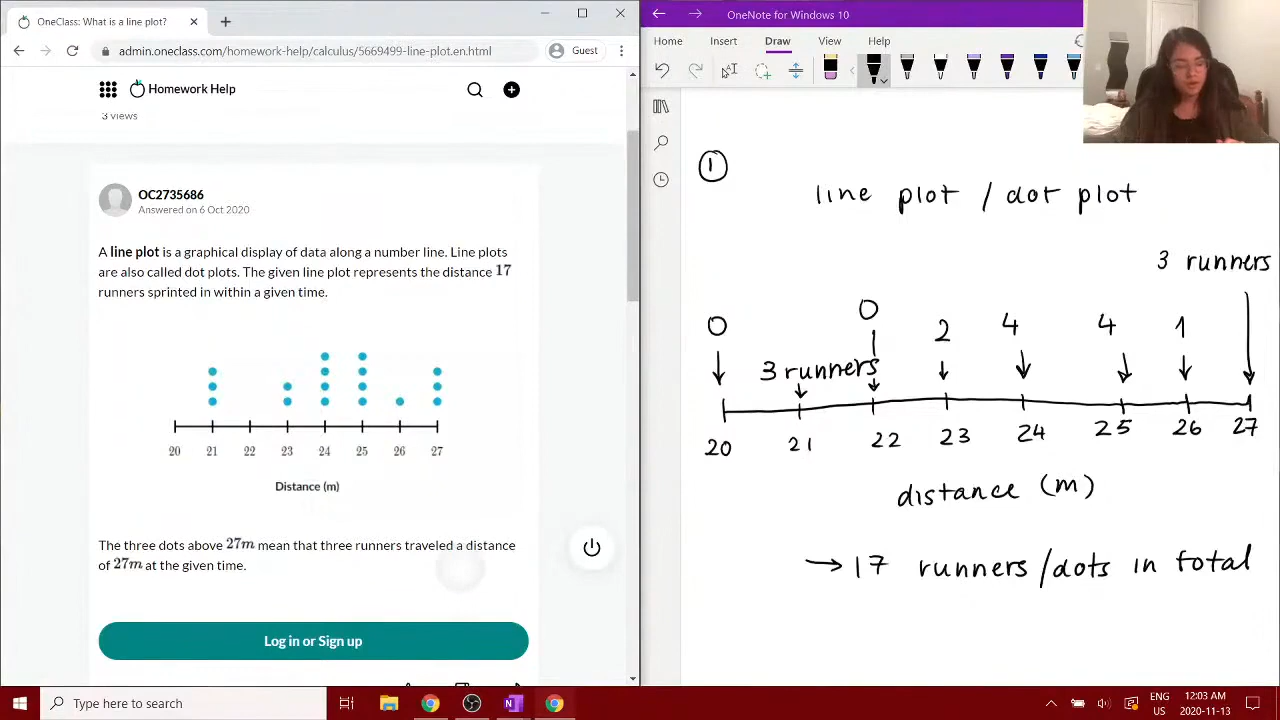 OneClass: What is a line plot?
admin.oneclass.com/homework-help/calculus/5669499-line-plot.en.html
Guest
Homework Help
3 views
OC2735686
Answered on 6 Oct 2020
A line plot is a graphical display of data along a number line. Line plots
are also called dot plots. The given line plot represents the distance 17
runners sprinted in within a given time.
20 21 22 23 24 25 26 27
Distance (m)
The three dots above 27m mean that three runners traveled a distance
of 27m at the given time.
Log in or Sign up
OneNote for Windows 10
Home Insert Draw View Help
1
line plot / dot plot
3 runners
0 0 2 4 4 1
3 runners
20 21 22 23 24 25 26 27
distance (m)
→ 17 runners/dots in total
Type here to search
ENG
US
12:03 AM
2020-11-13